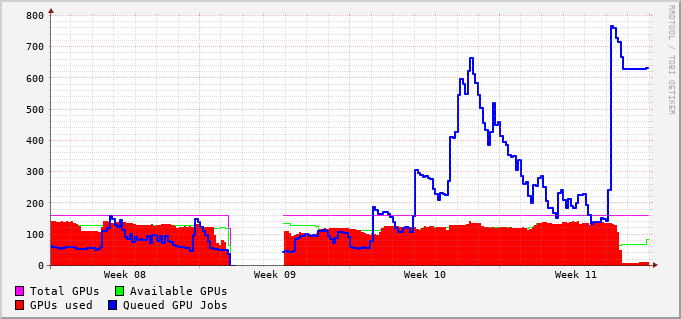 800
700
600
500
400
300
200
100
0
Week 08 Week 09 Week 10 Week 11
Total GPUs Available GPUs
GPUs used Queued GPU Jobs
RRDTOOL / TOBI OETIKER